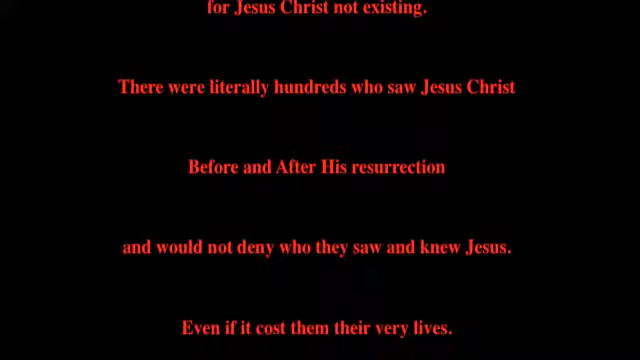 for Jesus Christ not existing.
There were literally hundreds who saw Jesus Christ
Before and After His resurrection
and would not deny who they saw and knew Jesus.
Even if it cost them their very lives.